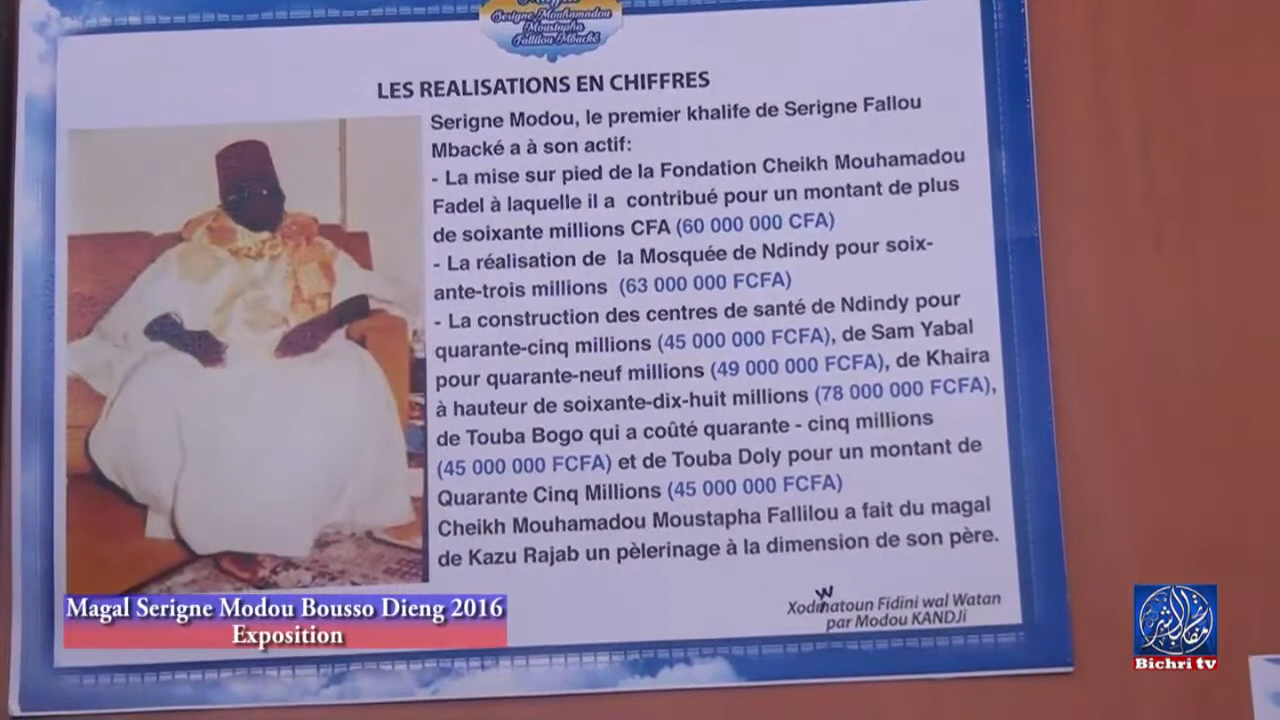 Serigne Mouhamadou
Moustapha
Fallilou Mbacké
LES REALISATIONS EN CHIFFRES
Serigne Modou, le premier khalife de Serigne Fallou
Mbacké a à son actif:
- La mise sur pied de la Fondation Cheikh Mouhamadou
Fadel à laquelle il a contribué pour un montant de plus
de soixante millions CFA (60 000 000 CFA)
- La réalisation de la Mosquée de Ndindy pour soix-
ante-trois millions (63 000 000 FCFA)
- La construction des centres de santé de Ndindy pour
quarante-cinq millions (45 000 000 FCFA), de Sam Yabal
pour quarante-neuf millions (49 000 000 FCFA), de Khaira
à hauteur de soixante-dix-huit millions (78 000 000 FCFA),
de Touba Bogo qui a coûté quarante - cinq millions
(45 000 000 FCFA) et de Touba Doly pour un montant de
Quarante Cinq Millions (45 000 000 FCFA)
Cheikh Mouhamadou Moustapha Fallilou a fait du magal
de Kazu Rajab un pèlerinage à la dimension de son père.
Fidini wal Watan
par Modou KANDJi
Magal Serigne Modou Bousso Dieng 2016
Exposition
Bichri tv